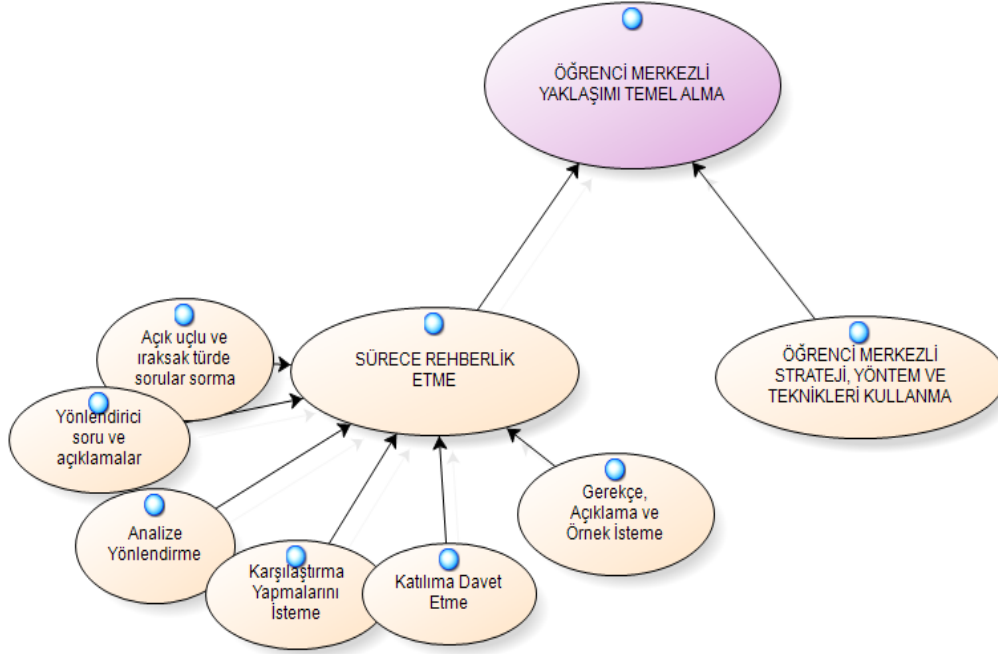 ÖĞRENCİ MERKEZLİ
YAKLAŞIMI TEMEL ALMA
SÜRECE REHBERLİK
ETME
ÖĞRENCİ MERKEZLİ
STRATEJİ, YÖNTEM VE
TEKNİKLERİ KULLANMA
Açık uçlu ve
ıraksak türde
sorular sorma
Yönlendirici
soru ve
açıklamalar
Analize
Yönlendirme
Karşılaştırma
Yapmalarını
İsteme
Katılıma Davet
Etme
Gerekçe,
Açıklama ve
Örnek İsteme